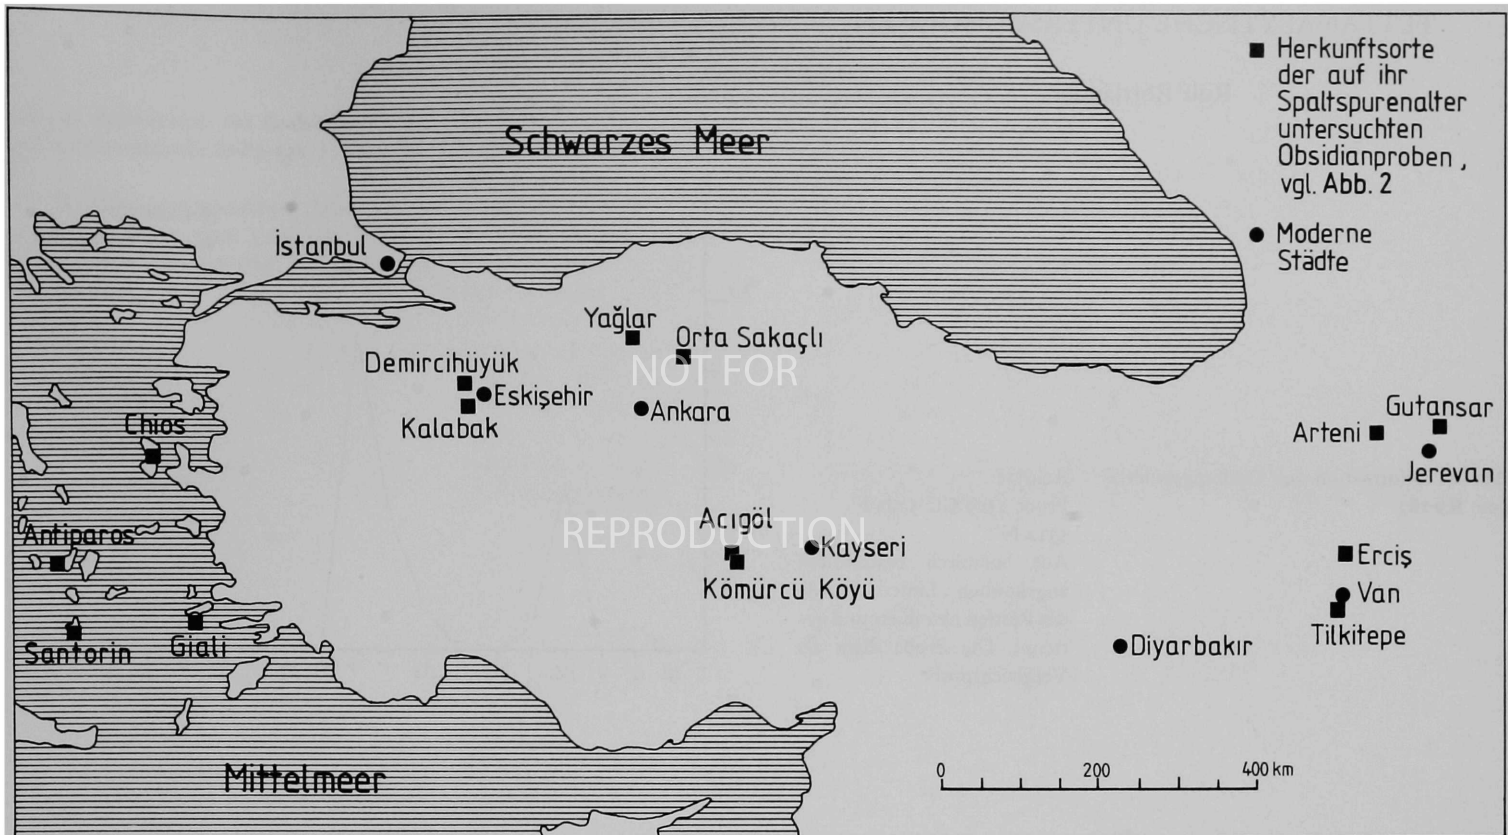 Herkunftsorte
der auf ihr
Spaltspurenalter
untersuchten
Obsidianproben,
vgl. Abb. 2
Moderne
Städte
Schwarzes Meer
İstanbul
Yağlar
Orta Sakaçlı
Demircihüyük
NOT FOR
Eskişehir
Ankara
Kalabak
Chios
Gutansar
Arteni
Jerevan
Acıgöl
Antiparos
REPRODUCTION
Kayseri
Erciş
Kömürcü Köyü
Van
Tilkitepe
Santorin
Giali
Diyarbakır
Mittelmeer
0 200 400 km